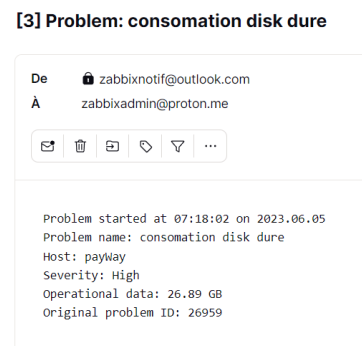 [3] Problem: consomation disk dure
De zabbixnotif@outlook.com
À zabbixadmin@proton.me
Problem started at 07:18:02 on 2023.06.05
Problem name: consomation disk dure
Host: payWay
Severity: High
Operational data: 26.89 GB
Original problem ID: 26959